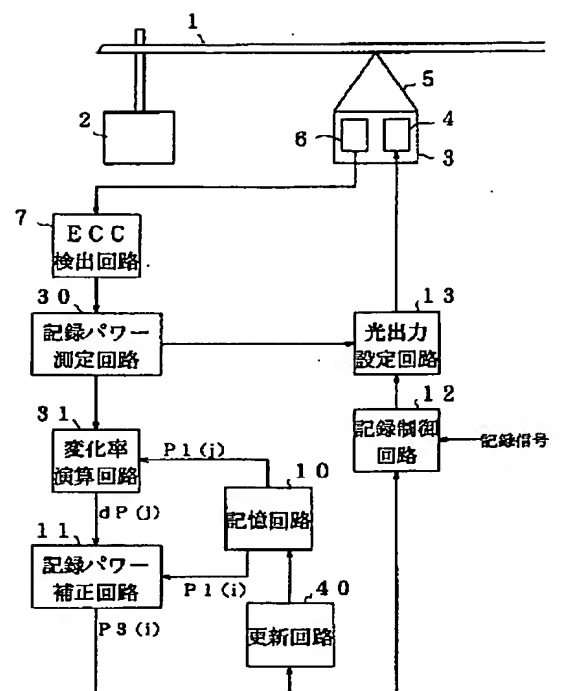 1
2
5
4
6
3
7
ECC
検出回路
30
記録パワー
測定回路
13
光出力
設定回路
12
記録制御
回路
記録信号
31
変化率
演算回路
P1(j)
10
記憶回路
dP(j)
11
記録パワー
補正回路
P1(i)
40
更新回路
P3(i)